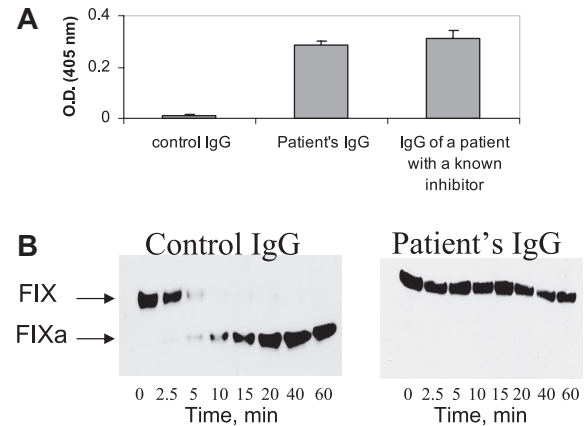 A
O.D. (405 nm)
0.4
0.2
0
control IgG
Patient's IgG
IgG of a patient
with a known
inhibitor
B
Control IgG
Patient’s IgG
FIX
FIXa
0 2.5 5 10 15 20 40 60
Time, min
0 2.5 5 10 15 20 40 60
Time, min